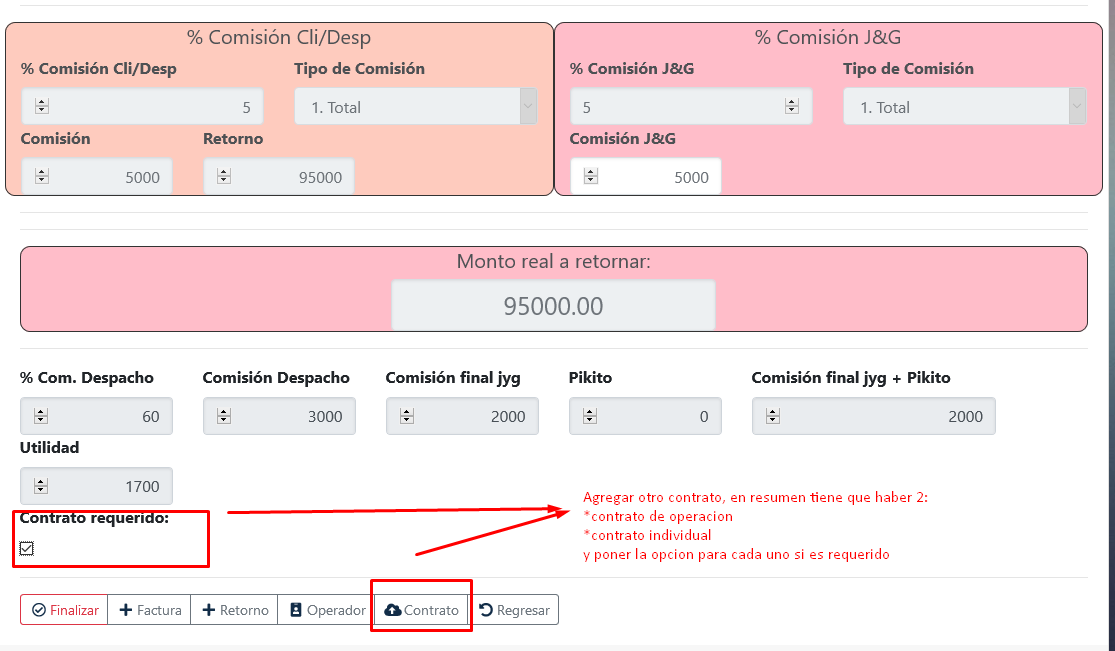 % Comisión Cli/Desp
% Comisión J&G
% Comisión Cli/Desp
Tipo de Comisión
% Comisión J&G
Tipo de Comisión
5
1. Total
5
1. Total
Comisión
Retorno
Comisión J&G
5000
95000
5000
Monto real a retornar:
95000.00
% Com. Despacho
Comisión Despacho
Comisión final jyg
Pikito
Comisión final jyg + Pikito
60
3000
2000
0
2000
Utilidad
1700
Contrato requerido:
Agregar otro contrato, en resumen tiene que haber 2:
*contrato de operacion
*contrato individual
y poner la opcion para cada uno si es requerido
Finalizar
Factura
Retorno
Operador
Contrato
Regresar